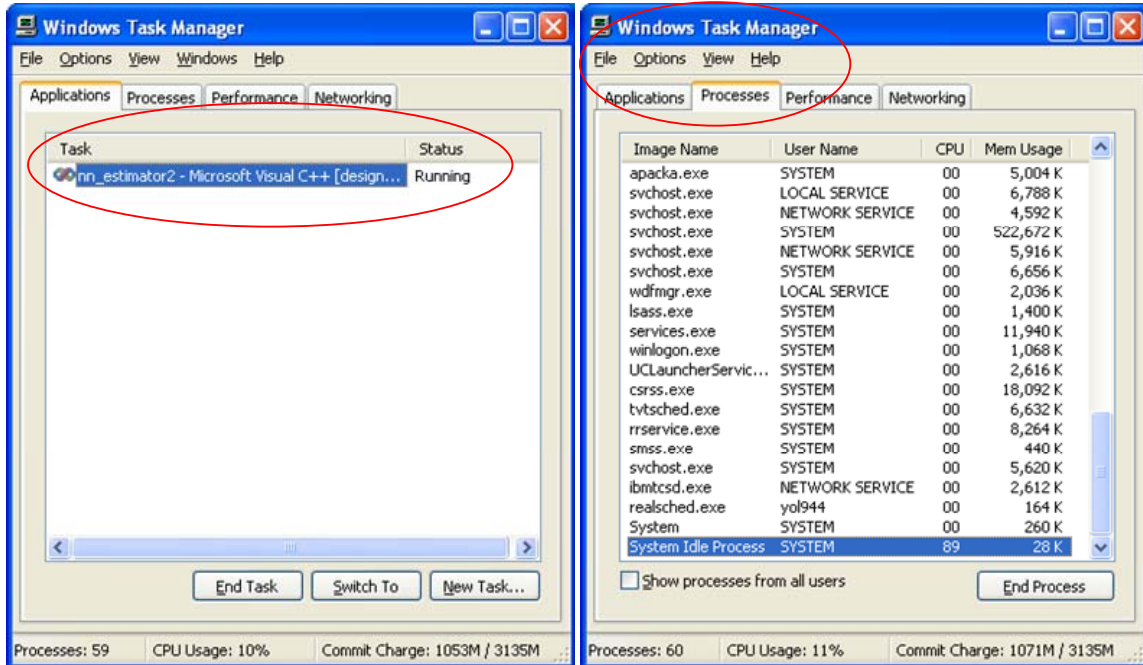 Windows Task Manager
File Options View Windows Help
Applications Processes Performance Networking
Task Status
nn_estimator2 - Microsoft Visual C++ [design... Running
End Task Switch To New Task...
Processes: 59 CPU Usage: 10% Commit Charge: 1053M / 3135M
Windows Task Manager
File Options View Help
Applications Processes Performance Networking
Image Name User Name CPU Mem Usage
apacka.exe SYSTEM 00 5,004 K
svchost.exe LOCAL SERVICE 00 6,788 K
svchost.exe NETWORK SERVICE 00 4,592 K
svchost.exe SYSTEM 00 522,672 K
svchost.exe NETWORK SERVICE 00 5,916 K
svchost.exe SYSTEM 00 6,656 K
wdfmgr.exe LOCAL SERVICE 00 2,036 K
lsass.exe SYSTEM 00 1,400 K
services.exe SYSTEM 00 11,940 K
winlogon.exe SYSTEM 00 1,068 K
UCLauncherServic... SYSTEM 00 2,616 K
csrss.exe SYSTEM 00 18,092 K
tvtsched.exe SYSTEM 00 6,632 K
rrservice.exe SYSTEM 00 8,264 K
smss.exe SYSTEM 00 440 K
svchost.exe SYSTEM 00 5,620 K
ibmtcsd.exe NETWORK SERVICE 00 2,612 K
realsched.exe yol944 00 164 K
System SYSTEM 00 260 K
System Idle Process SYSTEM 89 28 K
Show processes from all users End Process
Processes: 60 CPU Usage: 11% Commit Charge: 1071M / 3135M